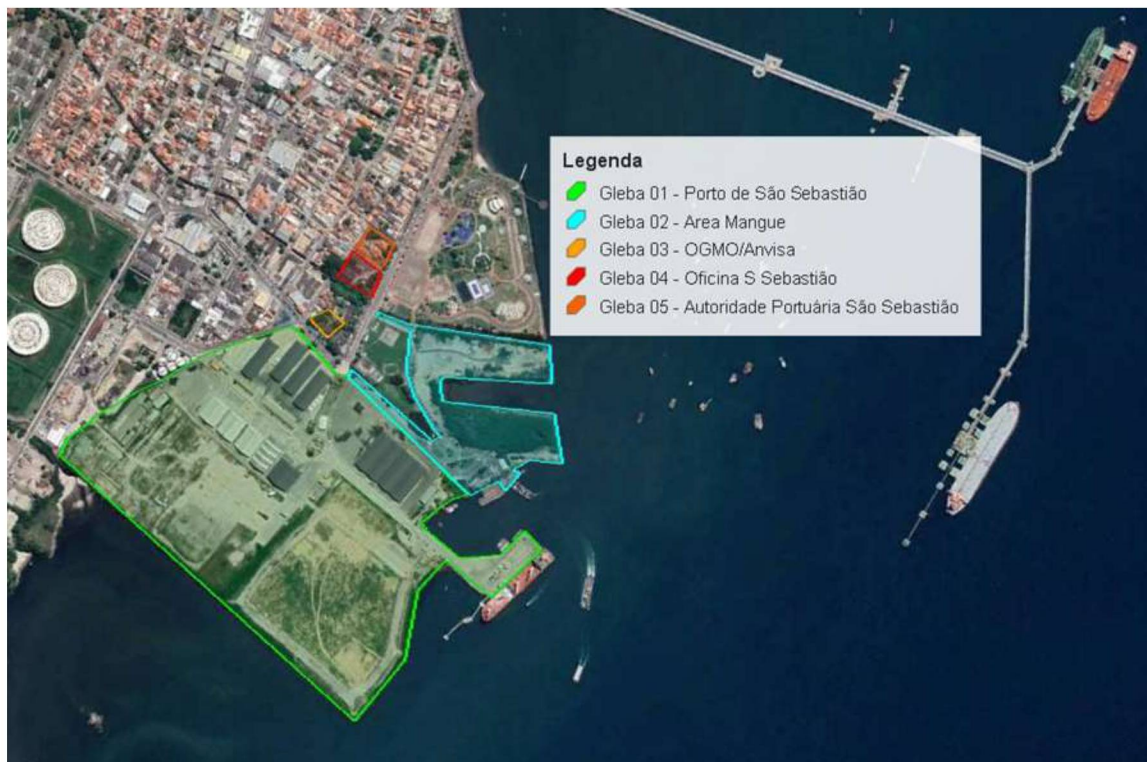 Legenda
Gleba 01 - Porto de São Sebastião
Gleba 02 - Area Mangue
Gleba 03 - OGMO/Anvisa
Gleba 04 - Oficina S Sebastião
Gleba 05 - Autoridade Portuária São Sebastião